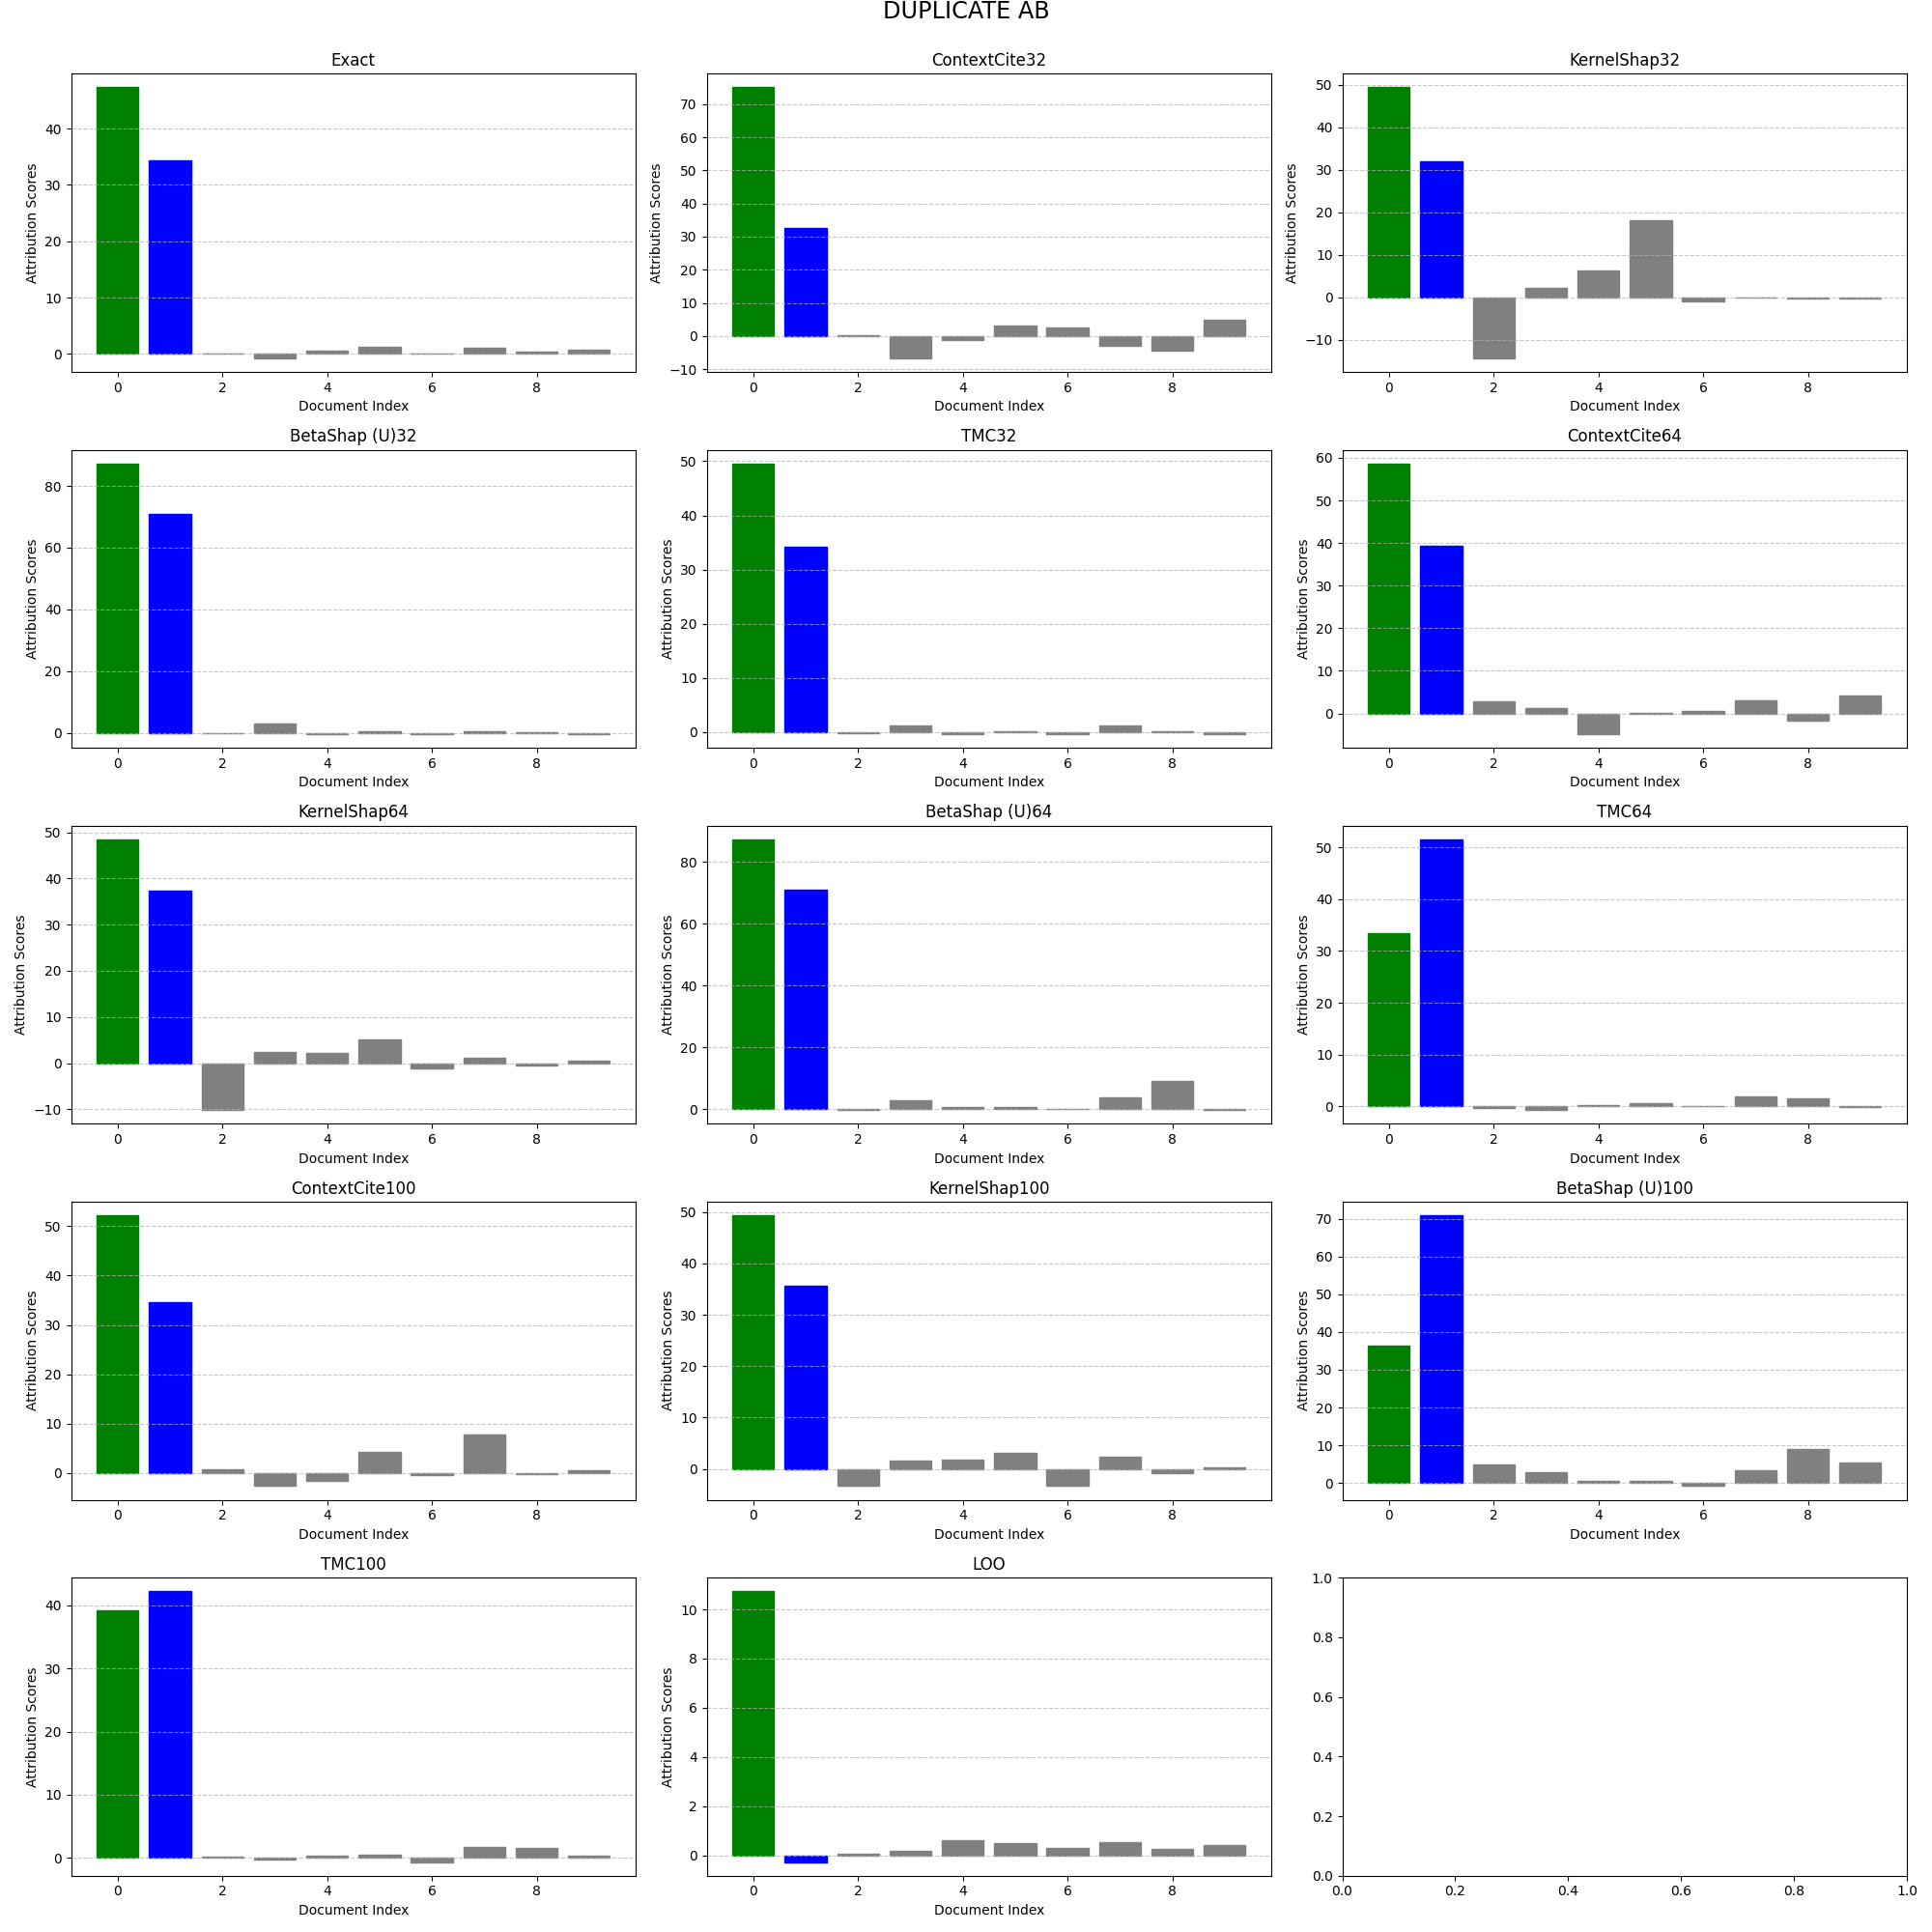 DUPLICATE AB
Exact
40
30
20
10
0
Attribution Scores
0 2 4 6 8
Document Index
ContextCite32
70
60
50
40
30
20
10
0
−10
Attribution Scores
0 2 4 6 8
Document Index
KernelShap32
50
40
30
20
10
0
−10
Attribution Scores
0 2 4 6 8
Document Index
BetaShap (U)32
80
60
40
20
0
Attribution Scores
0 2 4 6 8
Document Index
TMC32
50
40
30
20
10
0
Attribution Scores
0 2 4 6 8
Document Index
ContextCite64
60
50
40
30
20
10
0
Attribution Scores
0 2 4 6 8
Document Index
KernelShap64
50
40
30
20
10
0
−10
Attribution Scores
0 2 4 6 8
Document Index
BetaShap (U)64
80
60
40
20
0
Attribution Scores
0 2 4 6 8
Document Index
TMC64
50
40
30
20
10
0
Attribution Scores
0 2 4 6 8
Document Index
ContextCite100
50
40
30
20
10
0
Attribution Scores
0 2 4 6 8
Document Index
KernelShap100
50
40
30
20
10
0
Attribution Scores
0 2 4 6 8
Document Index
BetaShap (U)100
70
60
50
40
30
20
10
0
Attribution Scores
0 2 4 6 8
Document Index
TMC100
40
30
20
10
0
Attribution Scores
0 2 4 6 8
Document Index
LOO
10
8
6
4
2
0
Attribution Scores
0 2 4 6 8
Document Index
1.0
0.8
0.6
0.4
0.2
0.0
0.0 0.2 0.4 0.6 0.8 1.0